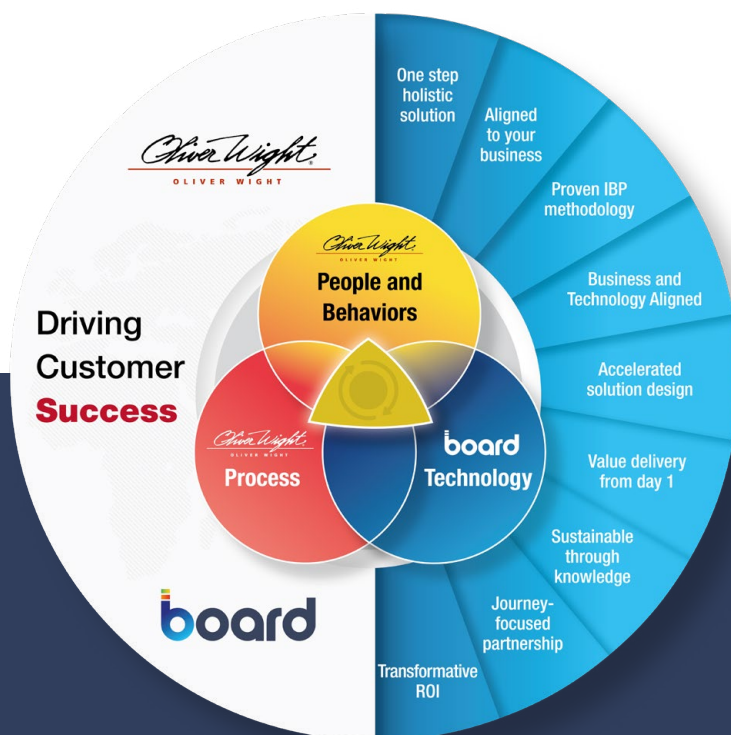 Oliver Wight
OLIVER WIGHT
Driving
Customer
Success
board
Oliver Wight
OLIVER WIGHT
People and
Behaviors
Oliver Wight
OLIVER WIGHT
Process
board
Technology
One step
holistic
solution
Aligned
to your
business
Proven IBP
methodology
Business and
Technology Aligned
Accelerated
solution design
Value delivery
from day 1
Sustainable
through
knowledge
Journey-
focused
partnership
Transformative
ROI